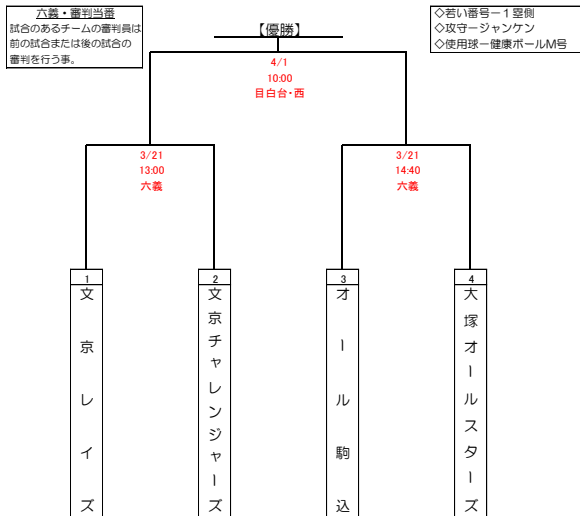 六義・審判当番
試合のあるチームの審判員は
前の試合または後の試合の
審判を行う事。
【優勝】
◇若い番号ー１塁側
◇攻守ージャンケン
◇使用球ー健康ボールM号
4/1
10:00
目白台・西
3/21
13:00
六義
3/21
14:40
六義
1
文京レイズ
2
文京チャレンジャーズ
3
オール駒込
4
大塚オールスターズ